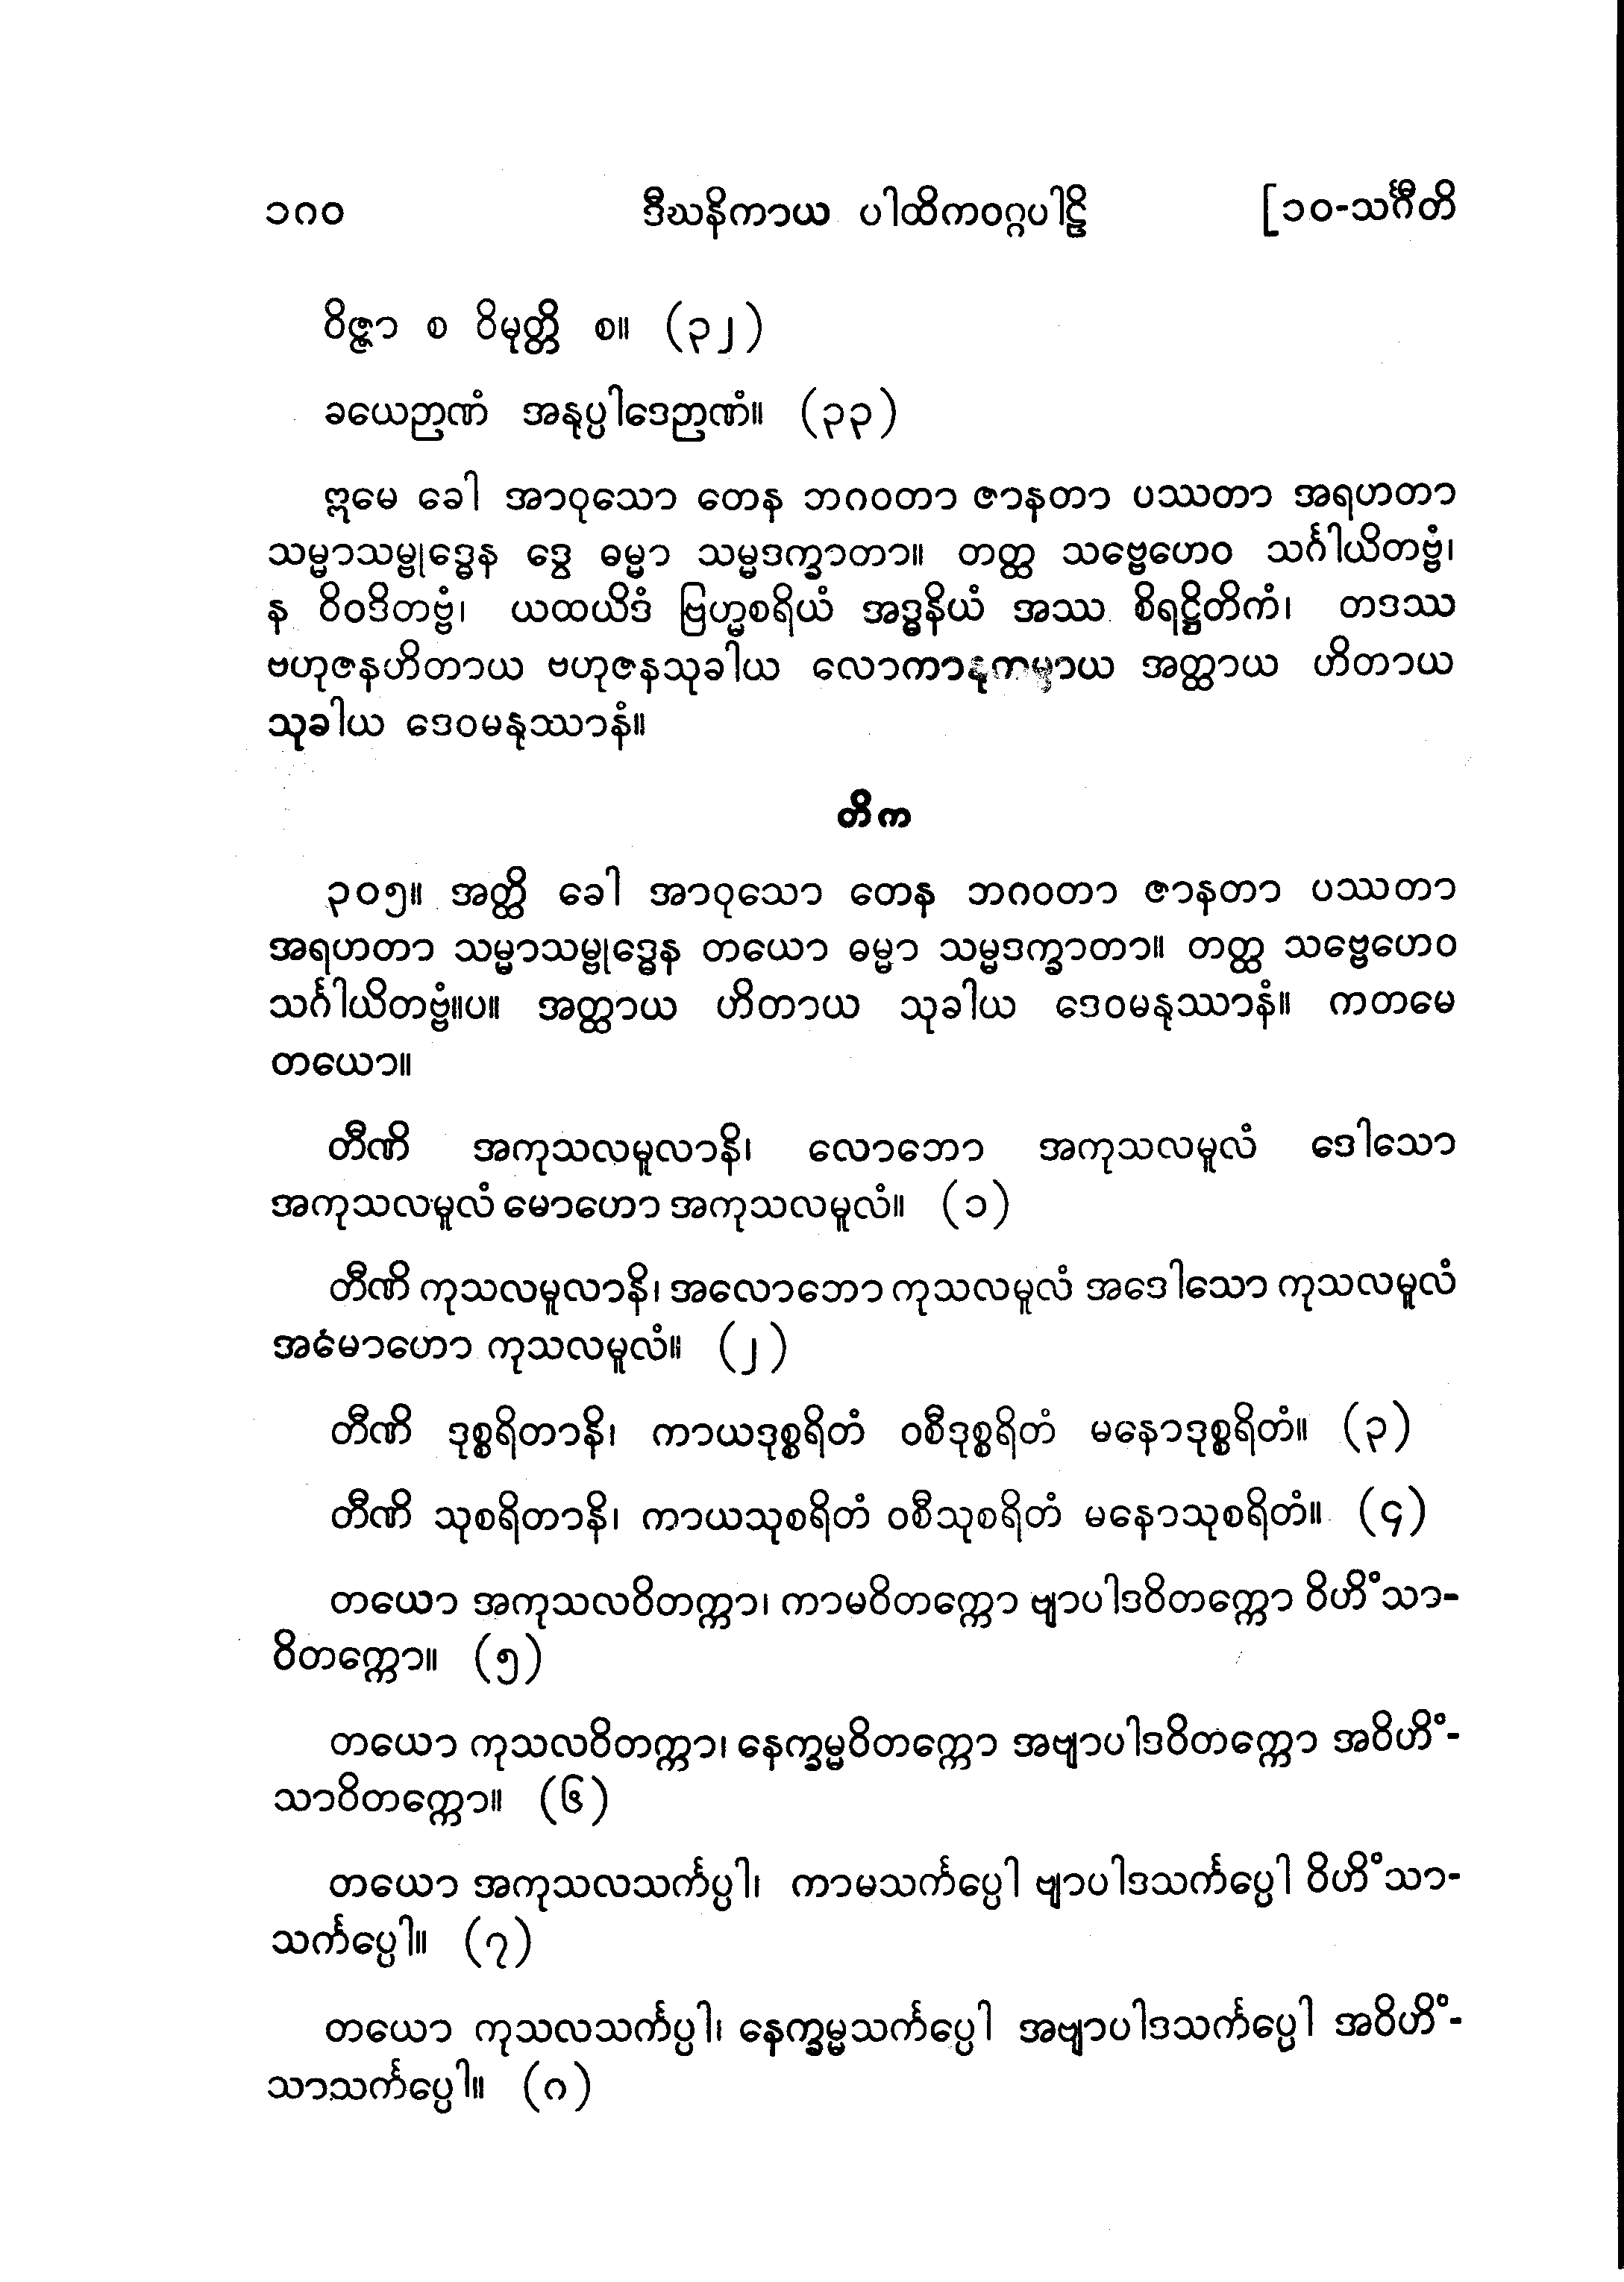 ၁၈၀ ဒီဃနိကာယ ပါထိကဝဂ္ဂပါဠိ [၁၀-သင်္ဂီတိ
ဝိဇ္ဇာ စ ဝိမုတ္တိ စ။ (၃၂)
ခယေဉာဏံ အနုပ္ပါဒေဉာဏံ။ (၃၃)
ဣမေ ခေါ အာဝုသော တေန ဘဂဝတာ ဇာနတာ ပဿတာ အရဟတာ
သမ္မာသမ္ဗုဒ္ဓေန ဒွေ ဓမ္မာ သမ္မဒက္ခာတာ။ တတ္ထ သဗ္ဗေဟေဝ သင်္ဂါယိတဗ္ဗံ၊
န ဝိဝဒိတဗ္ဗံ၊ ယထယိဒံ ဗြဟ္မစရိယံ အဒ္ဓနိယံ အဿ စိရဋ္ဌိတိကံ၊ တဒဿ
ဗဟုဇနဟိတာယ ဗဟုဇနသုခါယ လောကာနုကမ္ပာယ အတ္ထာယ ဟိတာယ
သုခါယ ဒေဝမနုဿာနံ။
တိက
၃၀၅။ အတ္ထိ ခေါ အာဝုသော တေန ဘဂဝတာ ဇာနတာ ပဿတာ
အရဟတာ သမ္မာသမ္ဗုဒ္ဓေန တယော ဓမ္မာ သမ္မဒက္ခာတာ။ တတ္ထ သဗ္ဗေဟေဝ
သင်္ဂါယိတဗ္ဗံ။ပ။ အတ္ထာယ ဟိတာယ သုခါယ ဒေဝမနုဿာနံ။ ကတမေ
တယော။
တီဏိ အကုသလမူလာနိ၊ လောဘော အကုသလမူလံ ဒေါသော
အကုသလမူလံ မောဟော အကုသလမူလံ။ (၁)
တီဏိ ကုသလမူလာနိ၊ အလောဘော ကုသလမူလံ အဒေါသော ကုသလမူလံ
အမောဟော ကုသလမူလံ။ (၂)
တီဏိ ဒုစ္စရိတာနိ၊ ကာယဒုစ္စရိတံ ဝစီဒုစ္စရိတံ မနောဒုစ္စရိတံ။ (၃)
တီဏိ သုစရိတာနိ၊ ကာယသုစရိတံ ဝစီသုစရိတံ မနောသုစရိတံ။ (၄)
တယော အကုသလဝိတက္ကာ၊ ကာမဝိတက္ကော ဗျာပါဒဝိတက္ကော ဝိဟိံသာ-
ဝိတက္ကော။ (၅)
တယော ကုသလဝိတက္ကာ၊ နေက္ခမ္မဝိတက္ကော အဗျာပါဒဝိတက္ကော အဝိဟိံ-
သာဝိတက္ကော။ (၆)
တယော အကုသလသင်္ကပ္ပါ၊ ကာမသင်္ကပ္ပေါ ဗျာပါဒသင်္ကပ္ပေါ ဝိဟိံသာ-
သင်္ကပ္ပေါ။ (၇)
တယော ကုသလသင်္ကပ္ပါ၊ နေက္ခမ္မသင်္ကပ္ပေါ အဗျာပါဒသင်္ကပ္ပေါ အဝိဟိံ-
သာသင်္ကပ္ပေါ။ (၈)